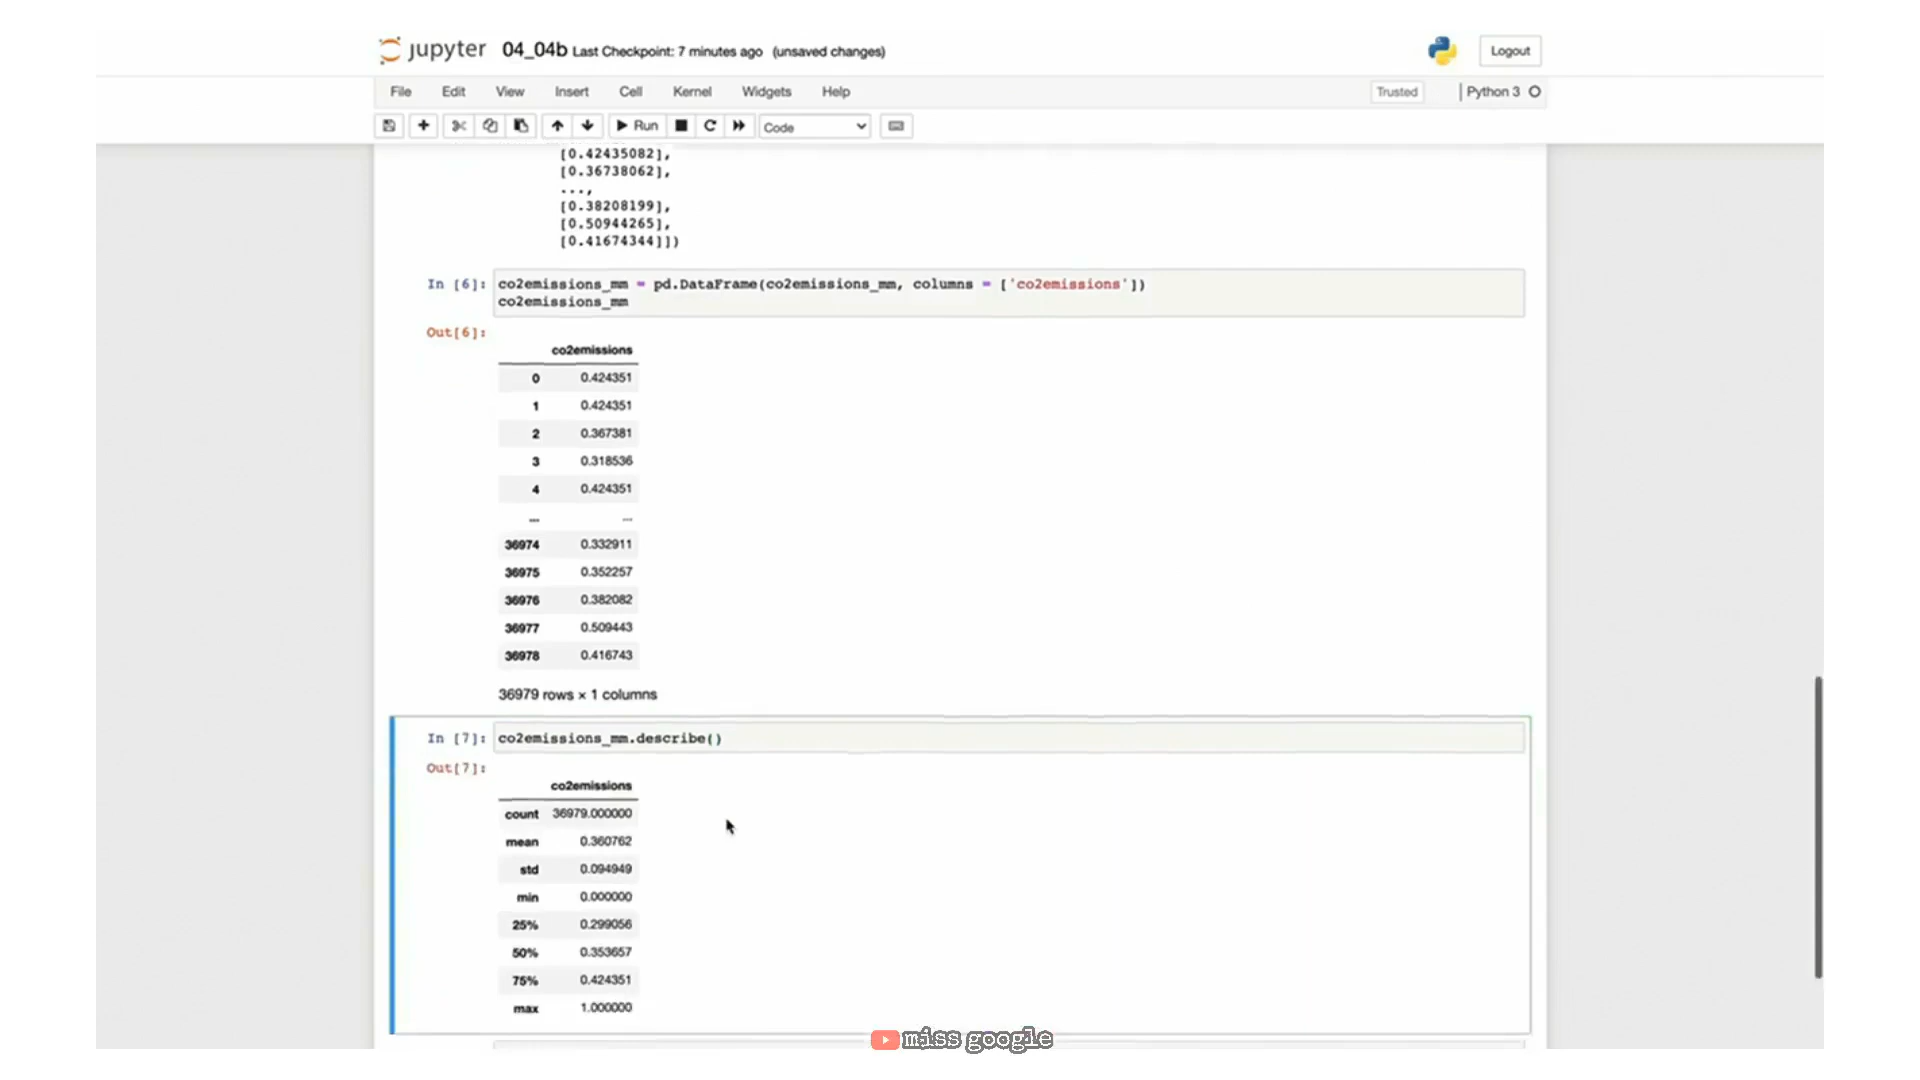 jupyter 04_04b Last Checkpoint: 7 minutes ago (unsaved changes) Logout
File Edit View Insert Cell Kernel Widgets Help Trusted Python 3
Run Code
[0.42435082],
[0.36738062],
...,
[0.38208199],
[0.50944265],
[0.41674344]])
In [6]: co2emissions_mm = pd.DataFrame(co2emissions_mm, columns = ['co2emissions'])
co2emissions_mm
Out[6]:
co2emissions
0 0.424351
1 0.424351
2 0.367381
3 0.318536
4 0.424351
... ...
36974 0.332911
36975 0.352257
36976 0.382082
36977 0.509443
36978 0.416743
36979 rows × 1 columns
In [7]: co2emissions_mm.describe()
Out[7]:
co2emissions
count 36979.000000
mean 0.360762
std 0.094949
min 0.000000
25% 0.299056
50% 0.353657
75% 0.424351
max 1.000000
miss google